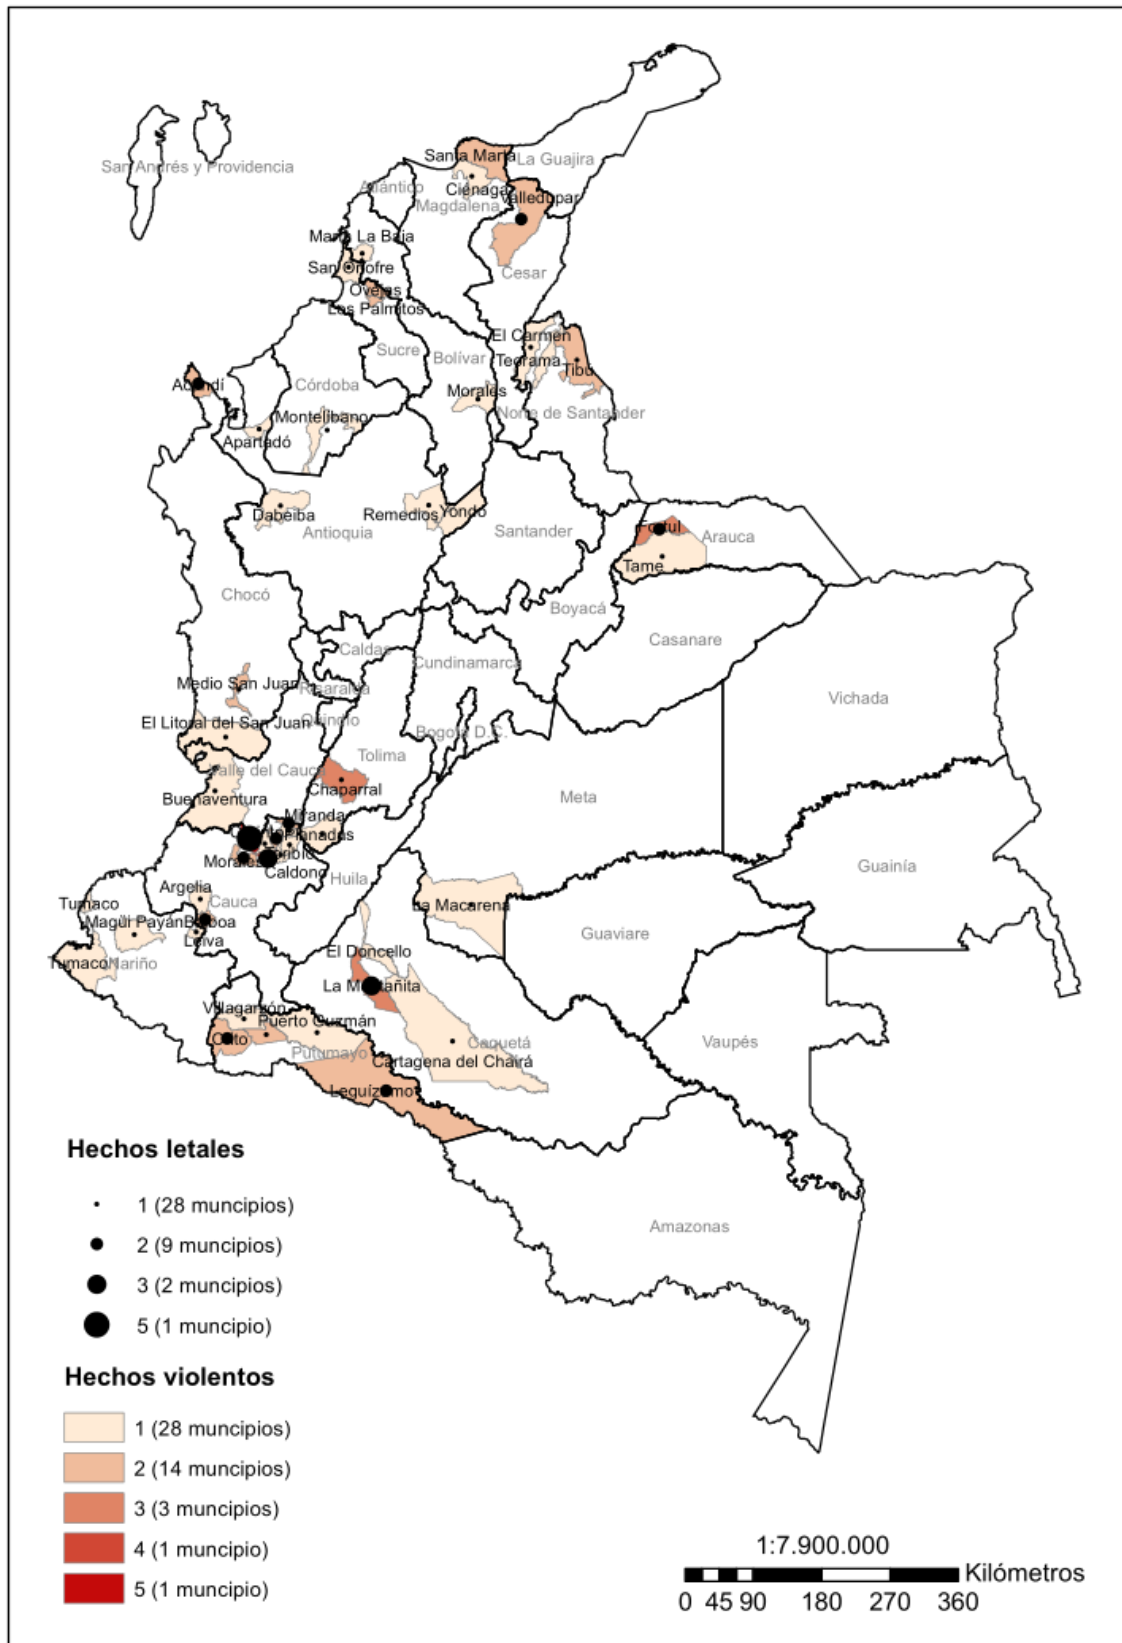 Santa Marta
La Guajira
San Andrés y Providencia
Atlántico
Ciénaga
Valledupar
Magdalena
María La Baja
San Onofre
Cesar
Ovejas
Los Palmitos
El Carmen
Sucre
Bolívar
Teorama
Tibú
Acandí
Córdoba
Morales
Norte de Santander
Montelibano
Apartadó
Dabeiba
Remedios
Yondó
Antioquia
Santander
Fortul
Arauca
Tame
Chocó
Boyacá
Casanare
Caldas
Cundinamarca
Medio San Juan
Risaralda
Vichada
El Litoral del San Juan
Quindío
Bogotá D.C.
Tolima
Valle del Cauca
Chaparral
Meta
Buenaventura
Miranda
Planadas
Toribío
Morales
Caldono
Guainía
Huila
Argelia
Cauca
Tumaco
La Macarena
Magüi Payán
Balboa
Guaviare
Leiva
El Doncello
Tumaco
Nariño
La Montañita
Villagarzón
Puerto Guzmán
Orito
Caquetá
Vaupés
Putumayo
Cartagena del Chairá
Leguízamo
Hechos letales
1 (28 muncipios)
2 (9 muncipios)
3 (2 muncipios)
5 (1 muncipio)
Amazonas
Hechos violentos
1 (28 muncipios)
2 (14 muncipios)
3 (3 muncipios)
4 (1 muncipio)
5 (1 muncipio)
1:7.900.000
Kilómetros
0 45 90 180 270 360